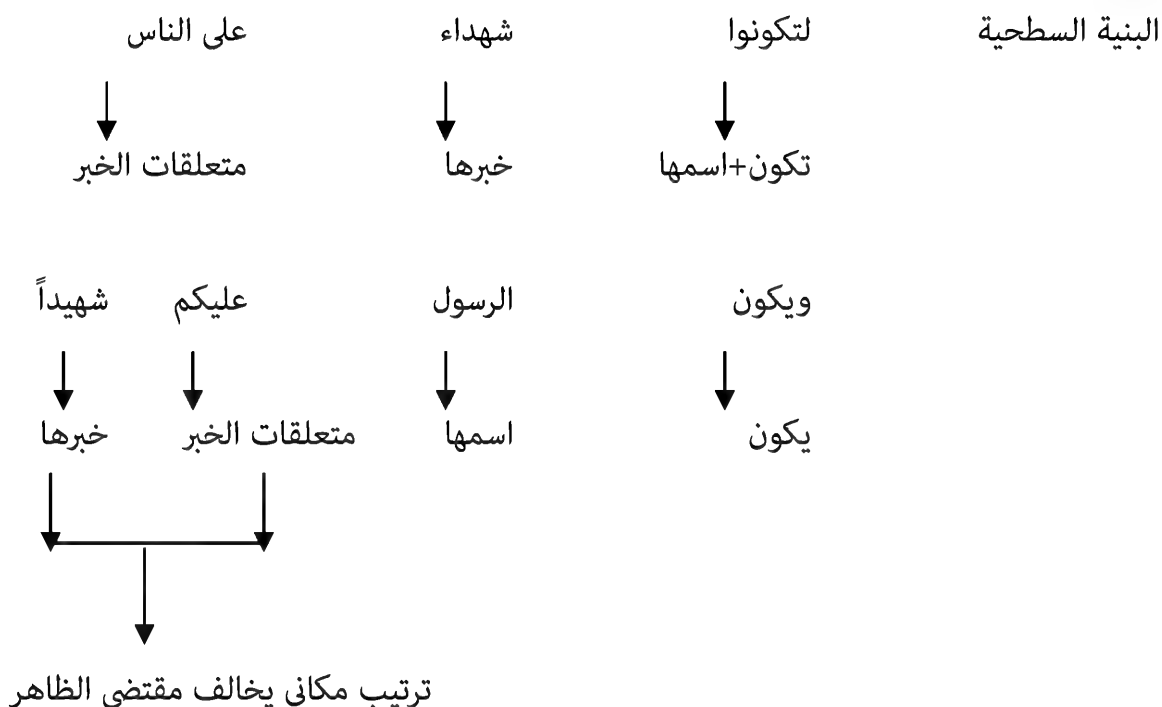 البنية السطحية لتكونوا شهداء على الناس
تكون+اسمها خبرها متعلقات الخبر
ويكون الرسول عليكم شهيداً
يكون اسمها متعلقات الخبر خبرها
ترتيب مكاني يخالف مقتضى الظاهر